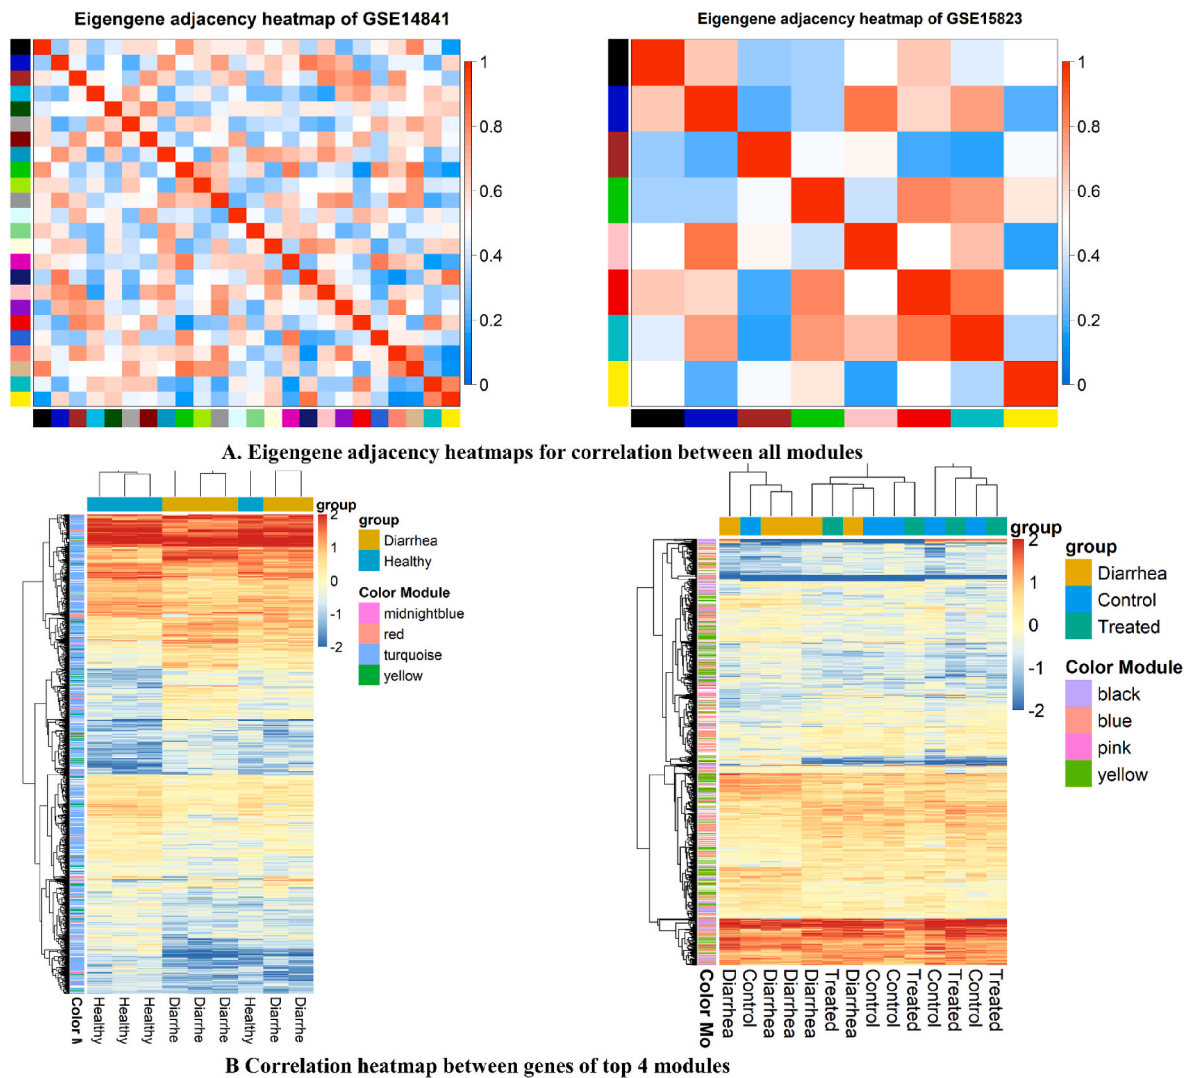 Eigengene adjacency heatmap of GSE14841
Eigengene adjacency heatmap of GSE15823
1
0.8
0.6
0.4
0.2
0
1
0.8
0.6
0.4
0.2
0
A. Eigengene adjacency heatmaps for correlation between all modules
group
2
1
0
-1
-2
group
Diarrhea
Healthy
Color Module
midnightblue
red
turquoise
yellow
Color M
Healthy
Healthy
Healthy
Diarrhe
Diarrhe
Diarrhe
Healthy
Diarrhe
Diarrhe
group
2
1
0
-1
-2
group
Diarrhea
Control
Treated
Color Module
black
blue
pink
yellow
Color Mo
Diarrhea
Control
Diarrhea
Diarrhea
Diarrhea
Treated
Diarrhea
Control
Control
Treated
Control
Treated
Control
Treated
B Correlation heatmap between genes of top 4 modules